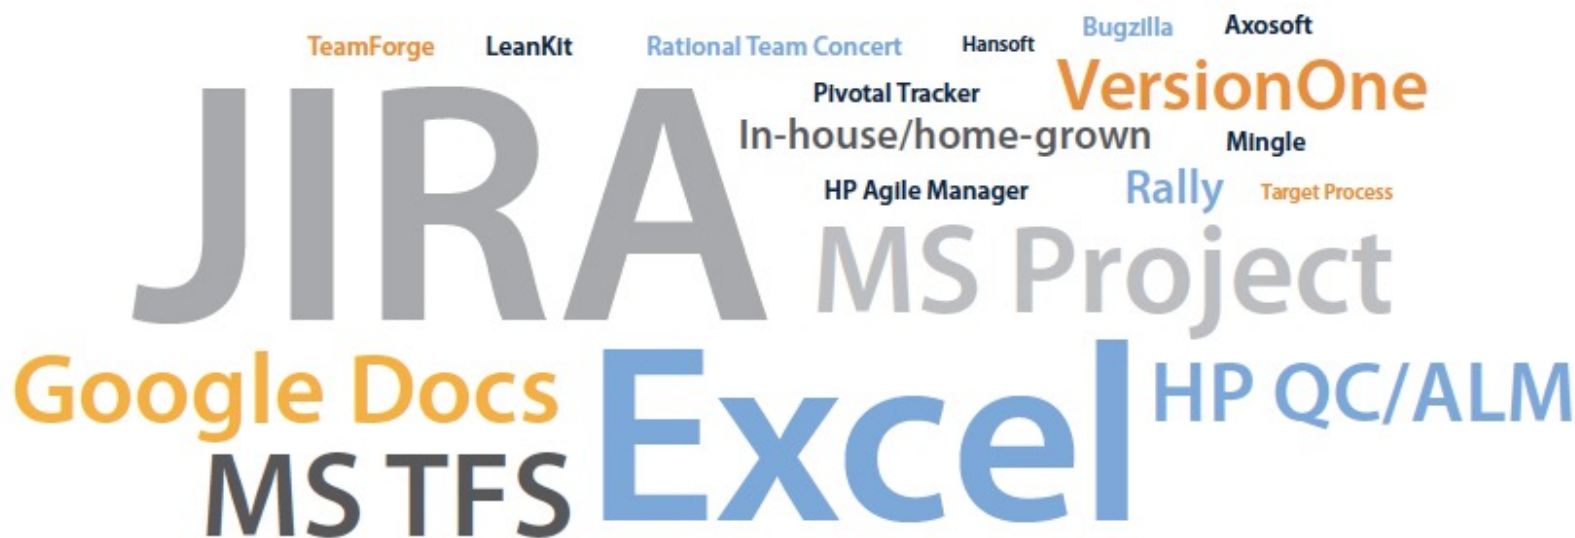 Bugzilla Axosoft
TeamForge LeanKit Rational Team Concert Hansoft
VersionOne
Pivotal Tracker
JIRA
In-house/home-grown
Mingle
HP Agile Manager Rally Target Process
MS Project
Google Docs
Excel
HP QC/ALM
MS TFS